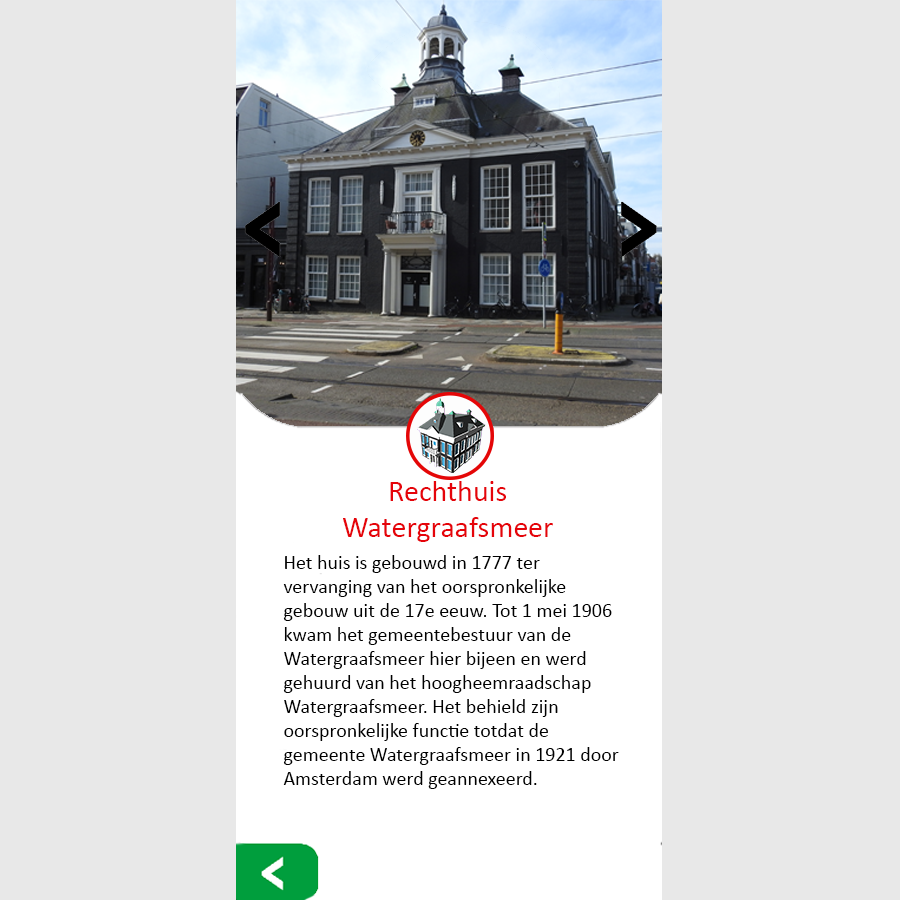 Rechthuis
Watergraafsmeer
Het huis is gebouwd in 1777 ter
vervanging van het oorspronkelijke
gebouw uit de 17e eeuw. Tot 1 mei 1906
kwam het gemeentebestuur van de
Watergraafsmeer hier bijeen en werd
gehuurd van het hoogheemraadschap
Watergraafsmeer. Het behield zijn
oorspronkelijke functie totdat de
gemeente Watergraafsmeer in 1921 door
Amsterdam werd geannexeerd.